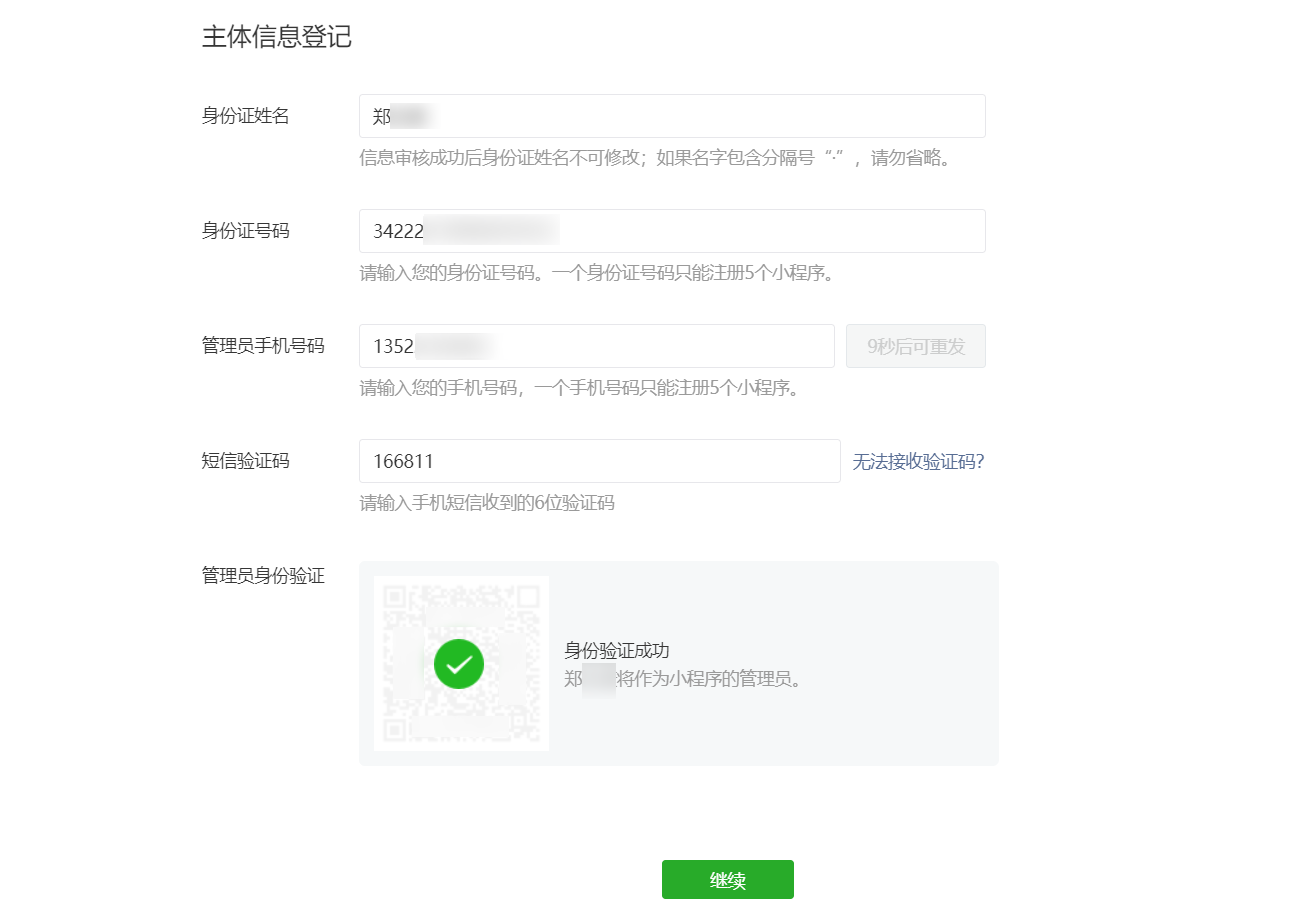 主体信息登记
身份证姓名
郑
信息审核成功后身份证姓名不可修改；如果名字包含分隔号“·”，请勿省略。
身份证号码
34222
请输入您的身份证号码。一个身份证号码只能注册5个小程序。
管理员手机号码
1352
9秒后可重发
请输入您的手机号码，一个手机号码只能注册5个小程序。
短信验证码
166811
无法接收验证码?
请输入手机短信收到的6位验证码
管理员身份验证
身份验证成功
郑 将作为小程序的管理员。
继续